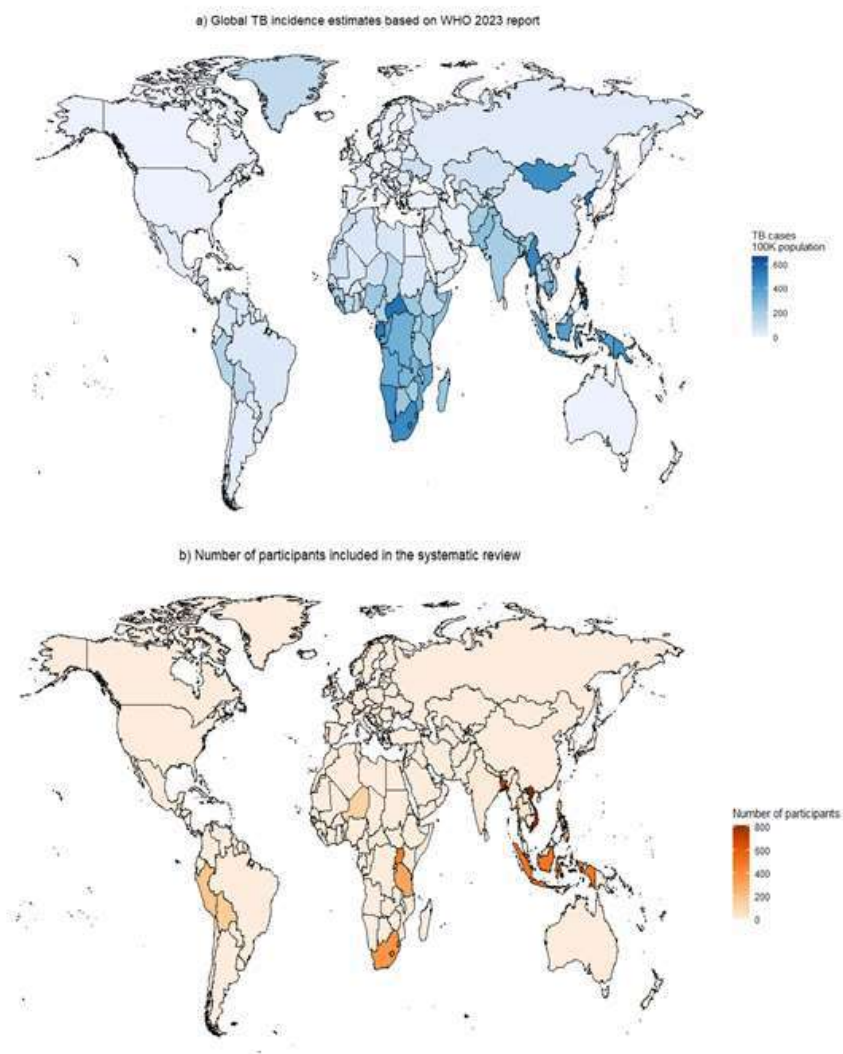 a) Global TB incidence estimates based on WHO 2023 report
TB cases
100K population
600
400
200
0
b) Number of participants included in the systematic review
Number of participants
800
600
400
200
0